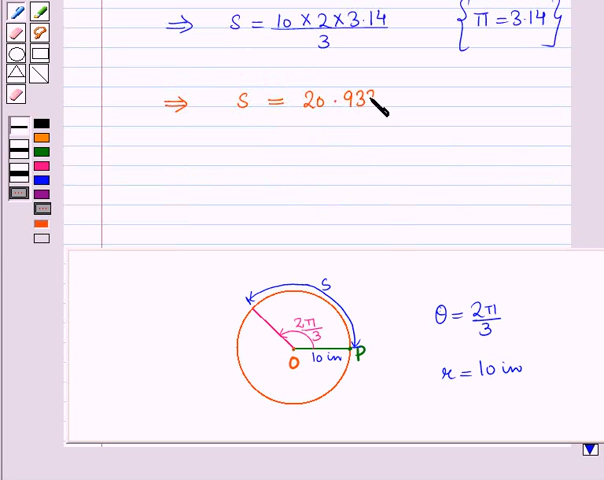 ⇒ S = 10 × 2 × 3.14 / 3 {π = 3.14}
⇒ S = 20.93
S
2π/3
10 in P
O
θ = 2π/3
r = 10 in